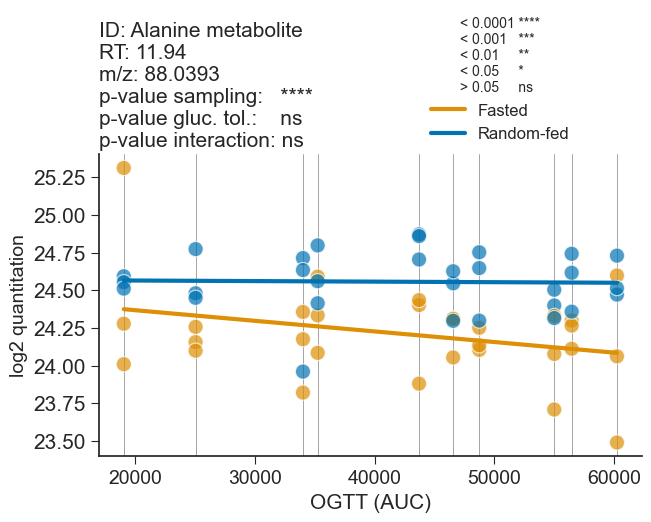 ID: Alanine metabolite
RT: 11.94
m/z: 88.0393
p-value sampling: ****
p-value gluc. tol.: ns
p-value interaction: ns
< 0.0001 ****
< 0.001 ***
< 0.01 **
< 0.05 *
> 0.05 ns
Fasted
Random-fed
log2 quantitation
25.25
25.00
24.75
24.50
24.25
24.00
23.75
23.50
20000 30000 40000 50000 60000
OGTT (AUC)